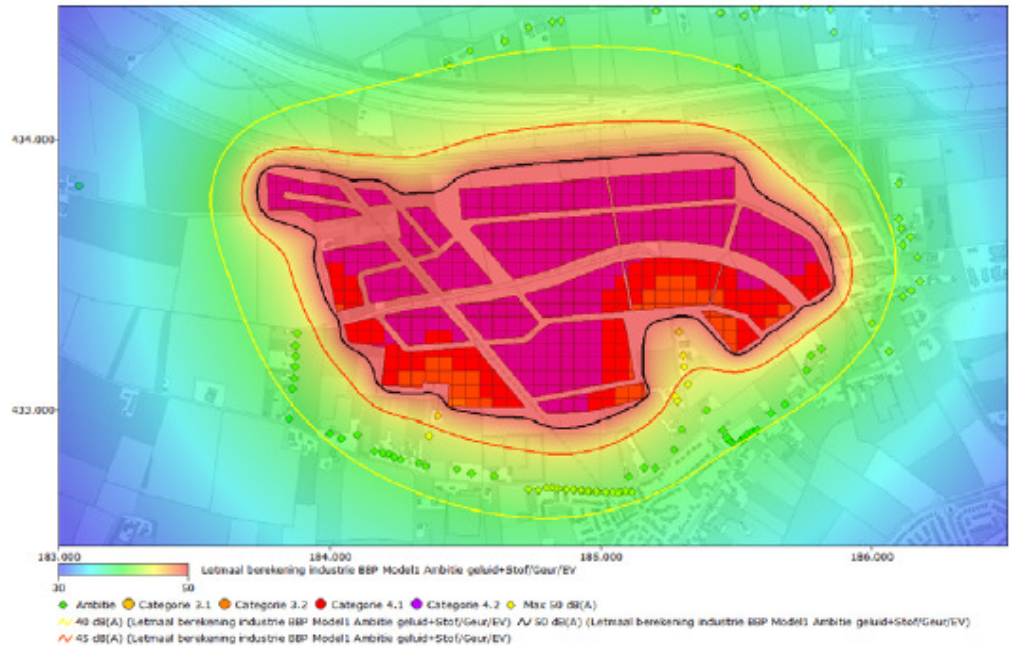 434.000
433.000
183.000 184.000 185.000 186.000
Letmaal berekening industrie BBP Model1 Ambitie geluid+Stof/Geur/EV
30 50
Ambitie Categorie 3.1 Categorie 3.2 Categorie 4.1 Categorie 4.2 Max 50 dB(A)
40 dB(A) (Letmaal berekening industrie BBP Model1 Ambitie geluid+Stof/Geur/EV) 50 dB(A) (Letmaal berekening industrie BBP Model1 Ambitie geluid+Stof/Geur/EV)
45 dB(A) (Letmaal berekening industrie BBP Model1 Ambitie geluid+Stof/Geur/EV)